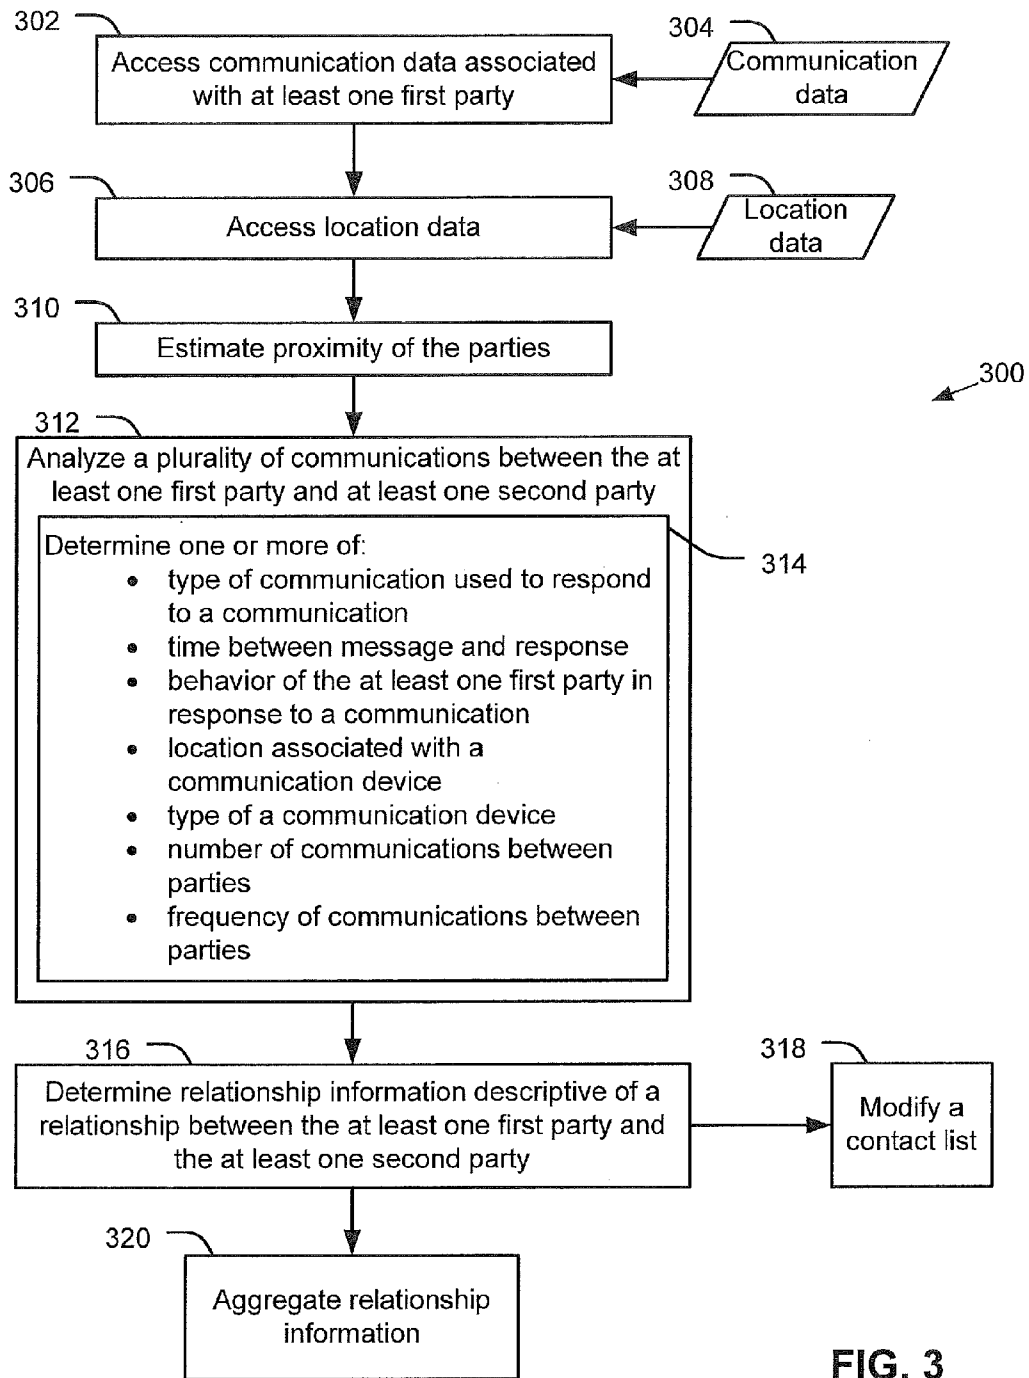 302
304
Access communication data associated
with at least one first party
Communication
data
306
308
Access location data
Location
data
310
Estimate proximity of the parties
300
312
Analyze a plurality of communications between the at
least one first party and at least one second party
Determine one or more of:
314
• type of communication used to respond
to a communication
• time between message and response
• behavior of the at least one first party in
response to a communication
• location associated with a
communication device
• type of a communication device
• number of communications between
parties
• frequency of communications between
parties
316
318
Determine relationship information descriptive of a
relationship between the at least one first party and
the at least one second party
Modify a
contact list
320
Aggregate relationship
information
FIG. 3